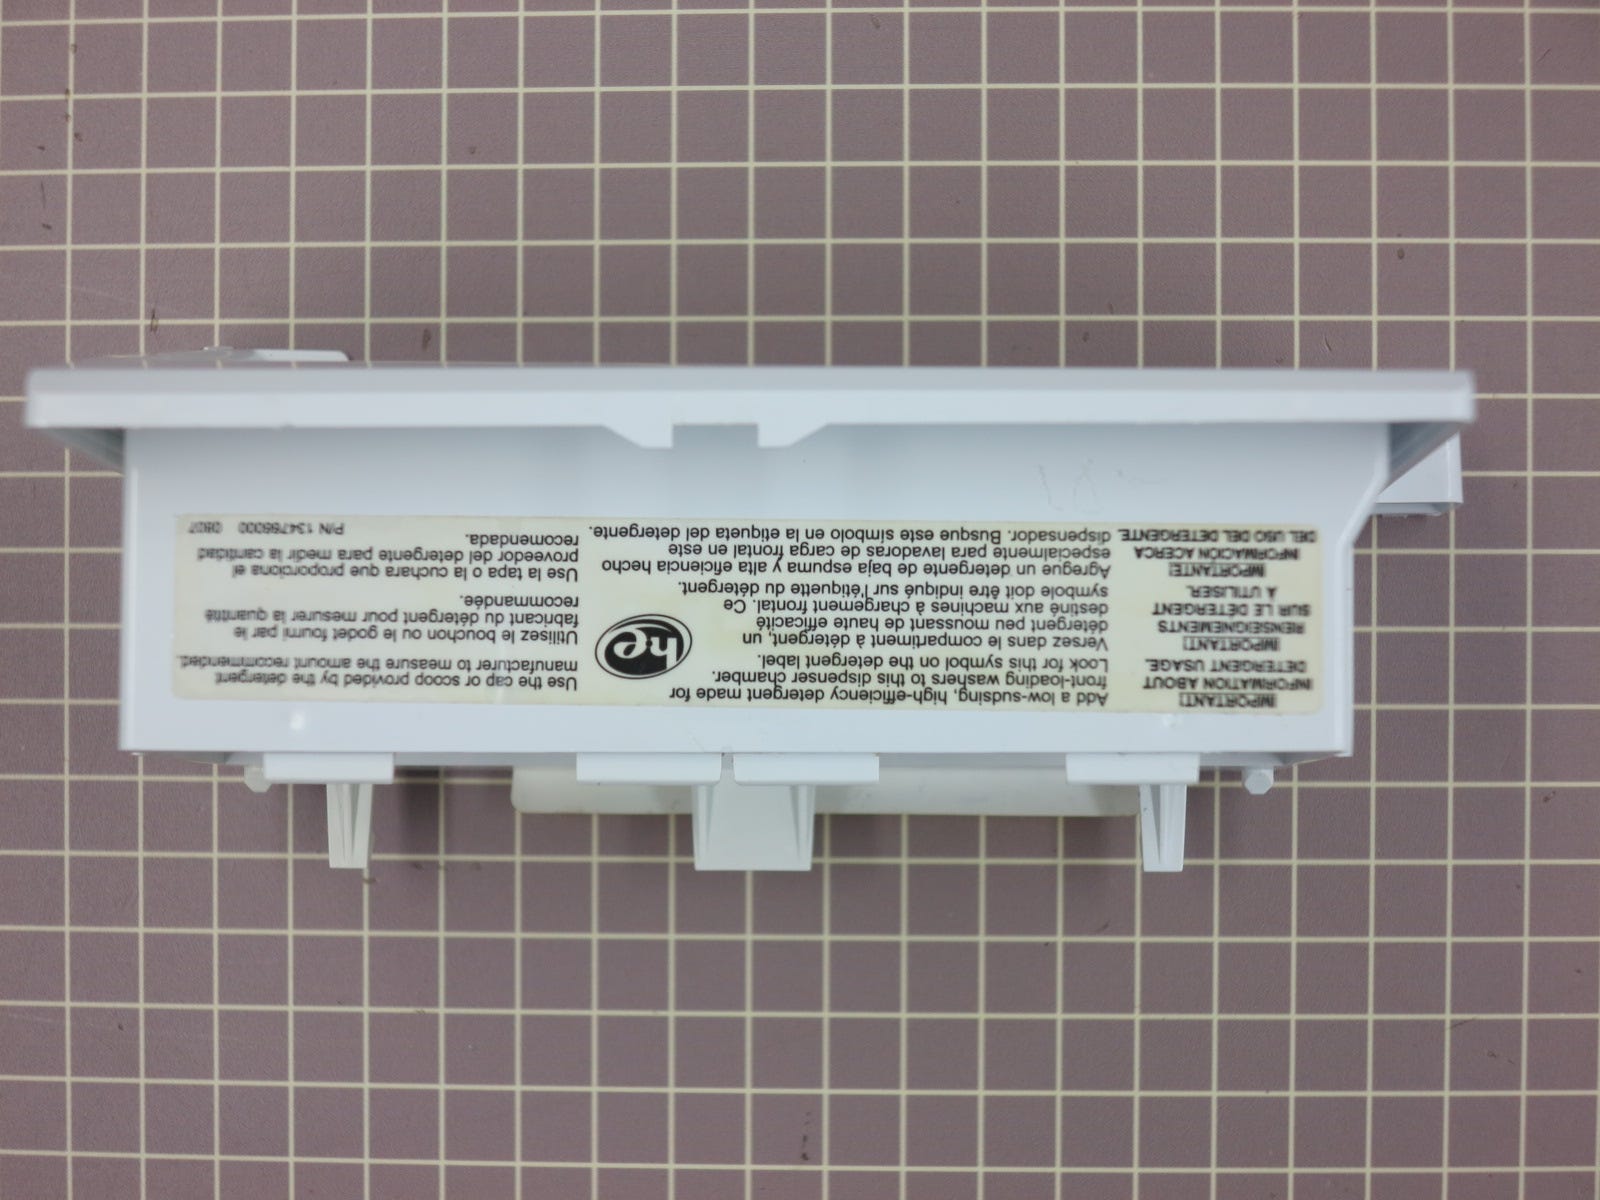 IMPORTANT!
INFORMATION ABOUT
DETERGENT USAGE.
Add a low-sudsing, high-efficiency detergent made for
front-loading washers to this dispenser chamber.
Look for this symbol on the detergent label.
IMPORTANT!
RENSEIGNEMENTS
SUR LE DÉTERGENT
À UTILISER.
Versez dans le compartiment à détergent, un
détergent peu moussant de haute efficacité
destiné aux machines à chargement frontal. Ce
symbole doit être indiqué sur l'étiquette du détergent.
IMPORTANTE!
INFORMACIÓN ACERCA
DEL USO DEL DETERGENTE.
Agregue un detergente de baja espuma y alta eficiencia hecho
especialmente para lavadoras de carga frontal en este
dispensador. Busque este símbolo en la etiqueta del detergente.
he
Use the cap or scoop provided by the detergent
manufacturer to measure the amount recommended.
Utilisez le bouchon ou le godet fourni par le
fabricant du détergent pour mesurer la quantité
recommandée.
Use la tapa o la cuchara que proporciona el
proveedor del detergente para medir la cantidad
recomendada.
P/N 134766000 0807